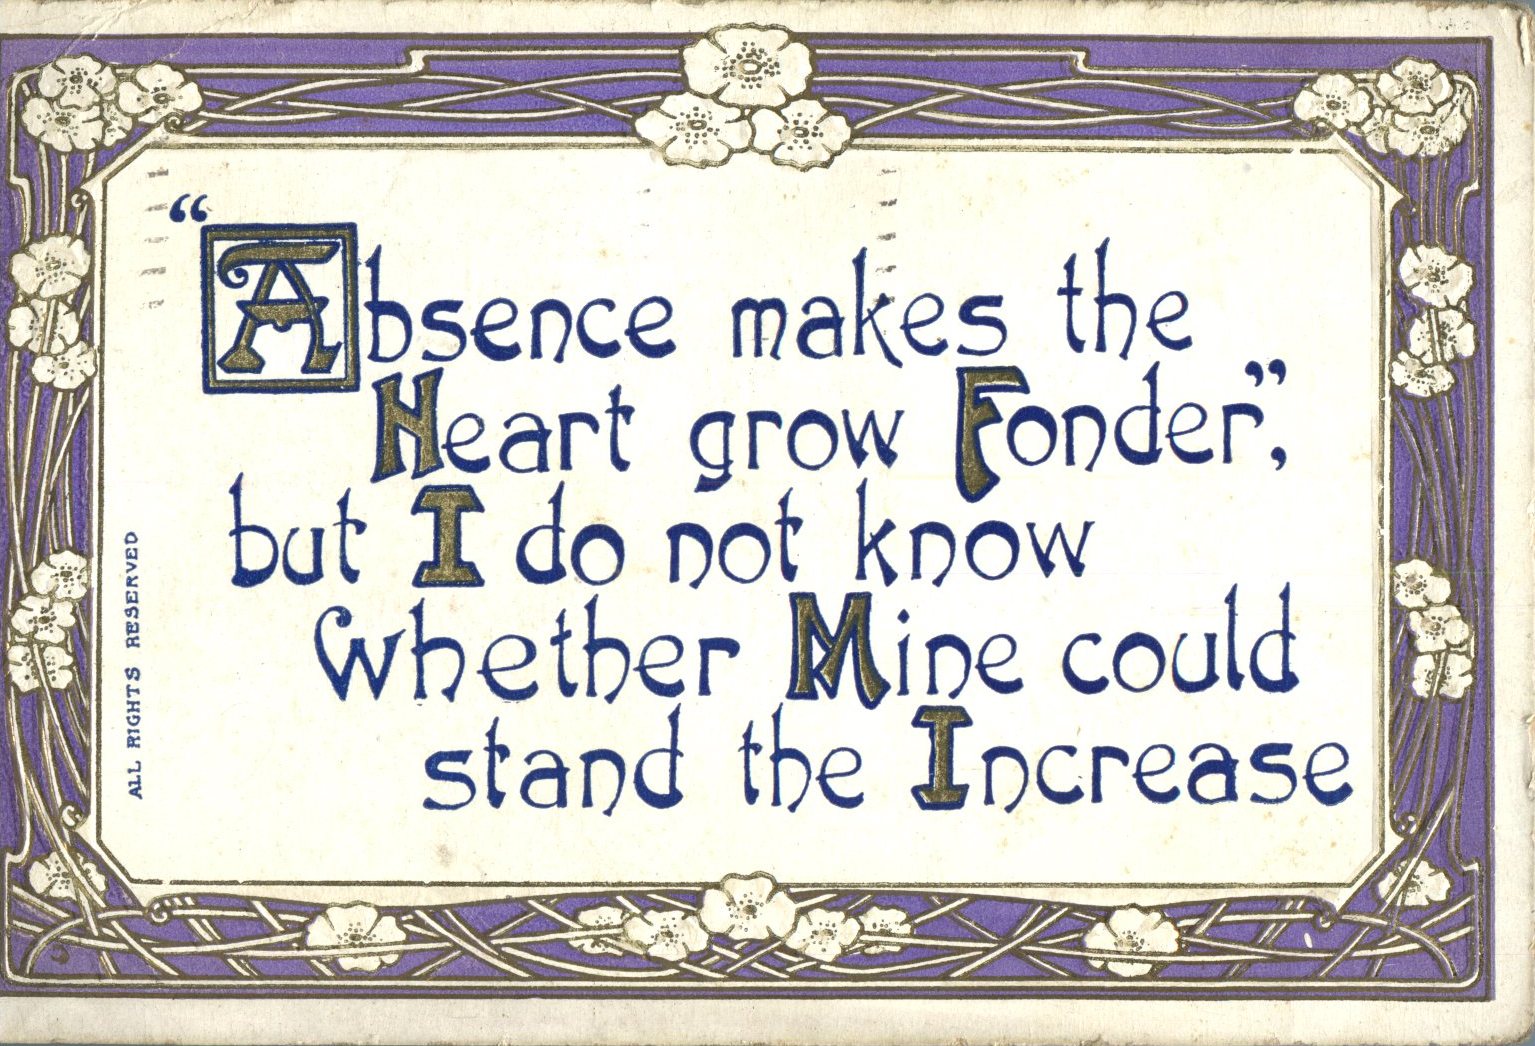 “Absence makes the
Heart grow Fonder”,
but I do not know
whether Mine could
stand the Increase
ALL RIGHTS RESERVED